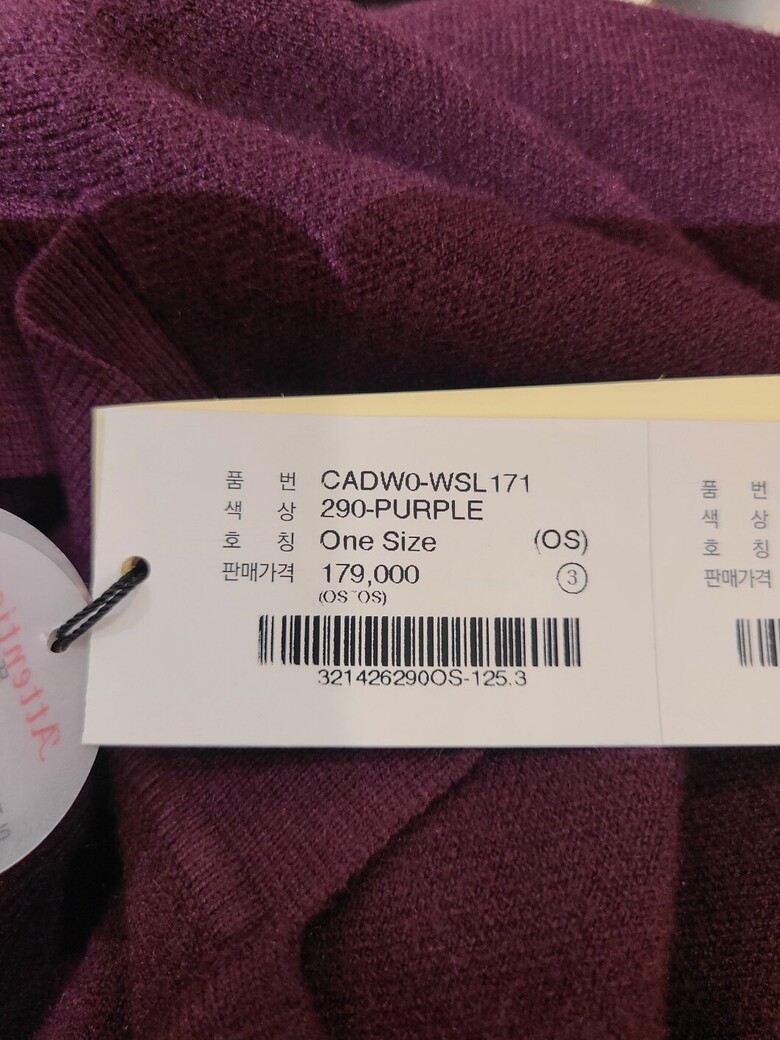 품 번 CADW0-WSL171
색 상 290-PURPLE
호 칭 One Size (OS)
판매가격 179,000 ③
(OS~OS)
321426290OS-125.3
품 번
색 상
호 칭
판매가격